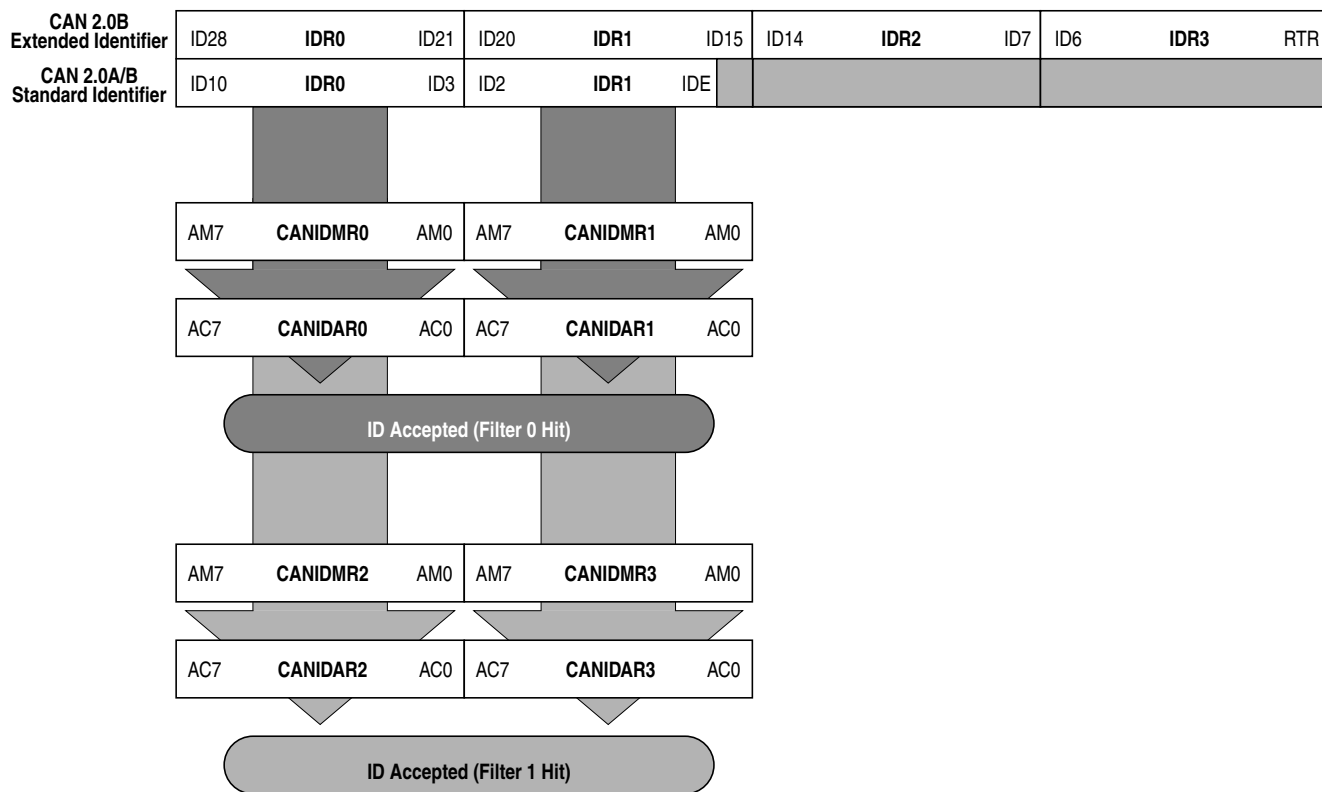 CAN 2.0B
Extended Identifier
ID28 IDR0 ID21 ID20 IDR1 ID15 ID14 IDR2 ID7 ID6 IDR3 RTR
CAN 2.0A/B
Standard Identifier
ID10 IDR0 ID3 ID2 IDR1 IDE
AM7 CANIDMR0 AM0 AM7 CANIDMR1 AM0
AC7 CANIDAR0 AC0 AC7 CANIDAR1 AC0
ID Accepted (Filter 0 Hit)
AM7 CANIDMR2 AM0 AM7 CANIDMR3 AM0
AC7 CANIDAR2 AC0 AC7 CANIDAR3 AC0
ID Accepted (Filter 1 Hit)